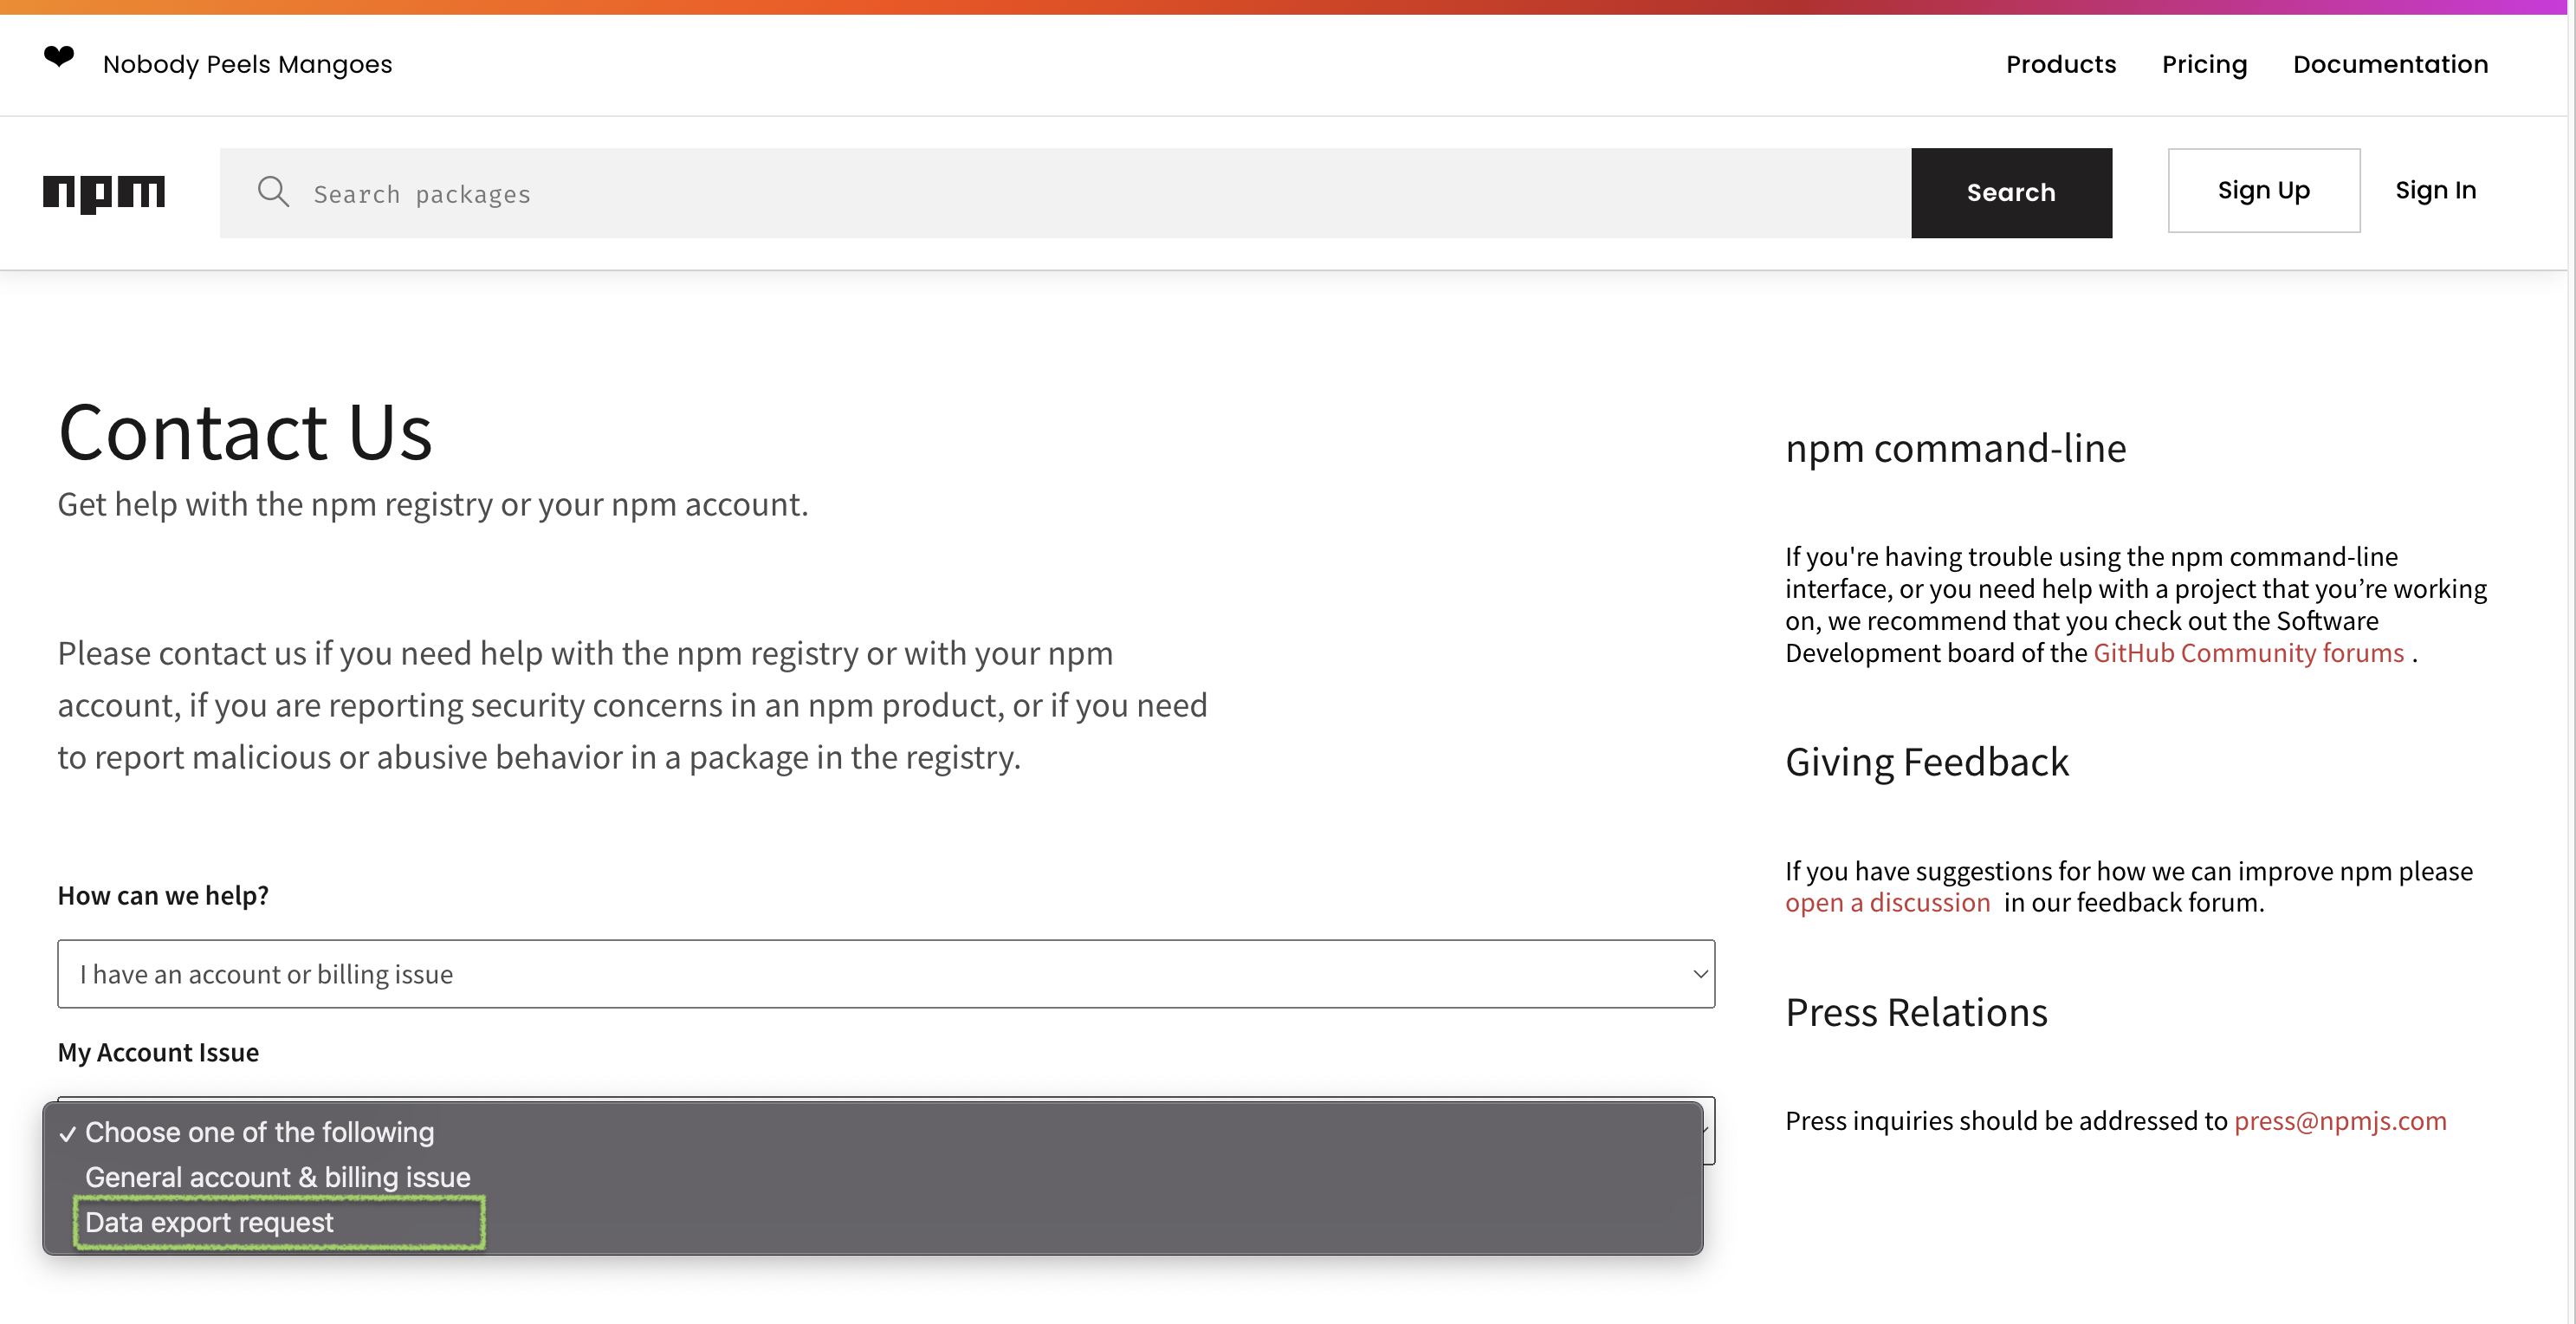 Nobody Peels Mangoes
Products
Pricing
Documentation
npm
Search packages
Search
Sign Up
Sign In
Contact Us
Get help with the npm registry or your npm account.
Please contact us if you need help with the npm registry or with your npm
account, if you are reporting security concerns in an npm product, or if you need
to report malicious or abusive behavior in a package in the registry.
How can we help?
I have an account or billing issue
My Account Issue
✓ Choose one of the following
General account & billing issue
Data export request
npm command-line
If you're having trouble using the npm command-line
interface, or you need help with a project that you’re working
on, we recommend that you check out the Software
Development board of the GitHub Community forums .
Giving Feedback
If you have suggestions for how we can improve npm please
open a discussion in our feedback forum.
Press Relations
Press inquiries should be addressed to press@npmjs.com